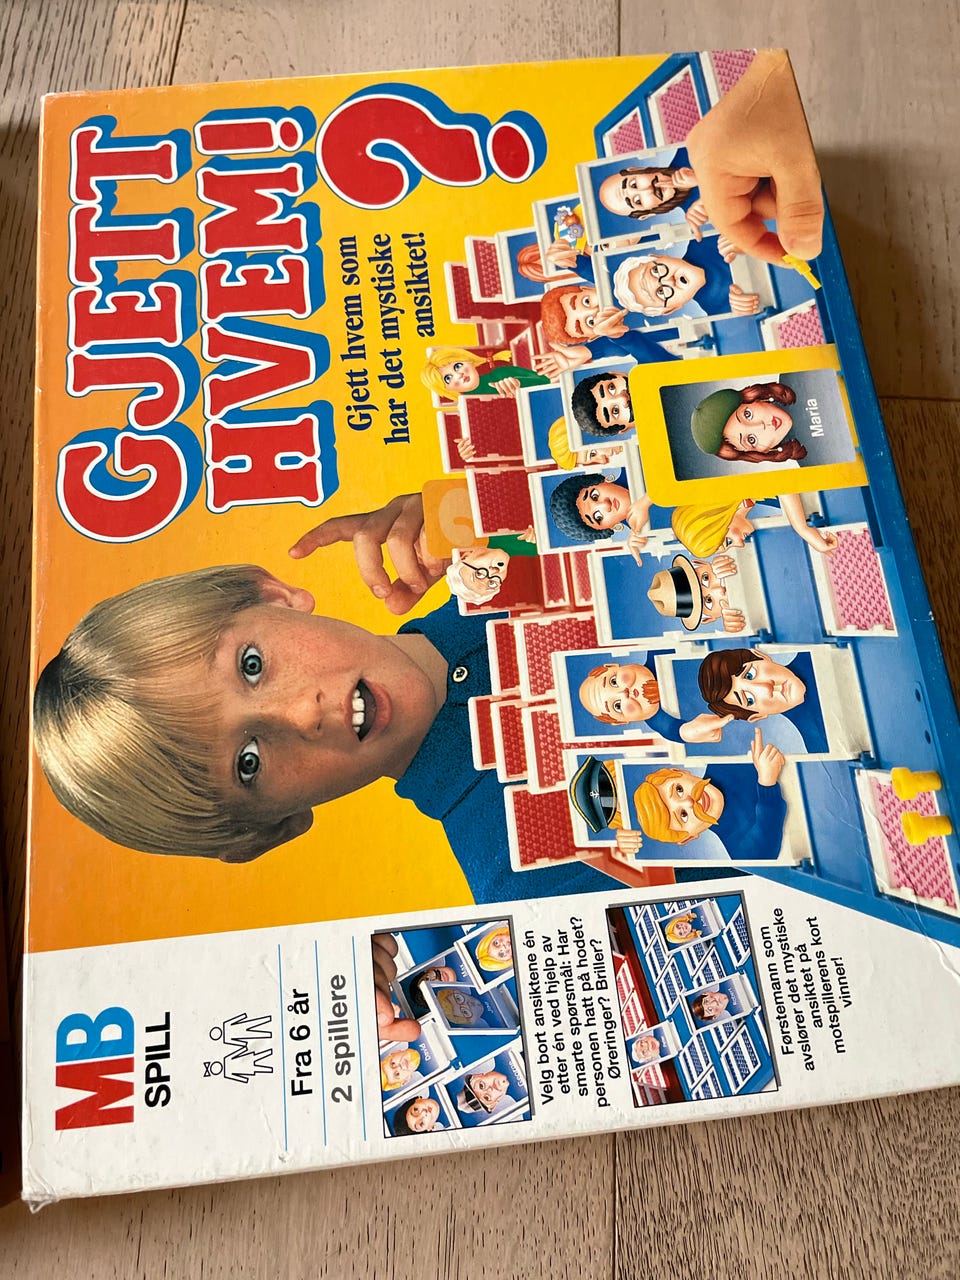 MB
SPILL
Fra 6 år
2 spillere
GJETT
HVEM!
?
Gjett hvem som
har det mystiske
ansiktet!
Maria
Velg bort ansiktene én
etter én ved hjelp av
smarte spørsmål: Har
personen hatt på hodet?
Øreringer? Briller?
Førstemann som
avslører det mystiske
ansiktet på
motspillerens kort
vinner!